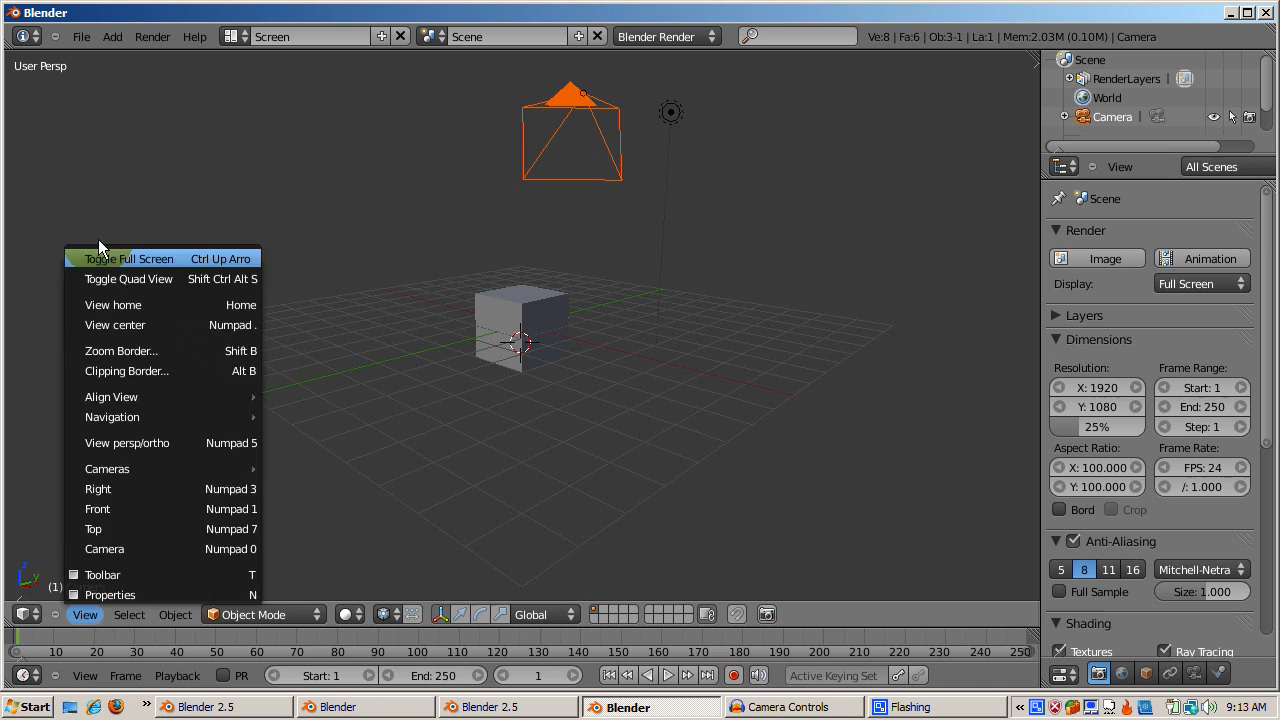 Blender
File Add Render Help Screen Scene Blender Render Ve:8 | Fa:6 | Ob:3-1 | La:1 | Mem:2.03M (0.10M) | Camera
User Persp
Scene
RenderLayers
World
Camera
View All Scenes
Scene
Render
Image Animation
Display: Full Screen
Layers
Dimensions
Resolution: Frame Range:
X: 1920 Start: 1
Y: 1080 End: 250
25% Step: 1
Aspect Ratio: Frame Rate:
X: 100.000 FPS: 24
Y: 100.000 /: 1.000
Bord Crop
Anti-Aliasing
5 8 11 16 Mitchell-Netra
Full Sample Size: 1.000
Shading
Textures Ray Tracing
Toggle Full Screen Ctrl Up Arro
Toggle Quad View Shift Ctrl Alt S
View home Home
View center Numpad .
Zoom Border... Shift B
Clipping Border... Alt B
Align View
Navigation
View persp/ortho Numpad 5
Cameras
Right Numpad 3
Front Numpad 1
Top Numpad 7
Camera Numpad 0
Toolbar T
Properties N
z
y
(1)
View Select Object Object Mode Global
10 20 30 40 50 60 70 80 90 100 110 120 130 140 150 160 170 180 190 200 210 220 230 240 250
View Frame Playback PR Start: 1 End: 250 1 Active Keying Set
Start Blender 2.5 Blender Blender 2.5 Blender Camera Controls Flashing 9:13 AM